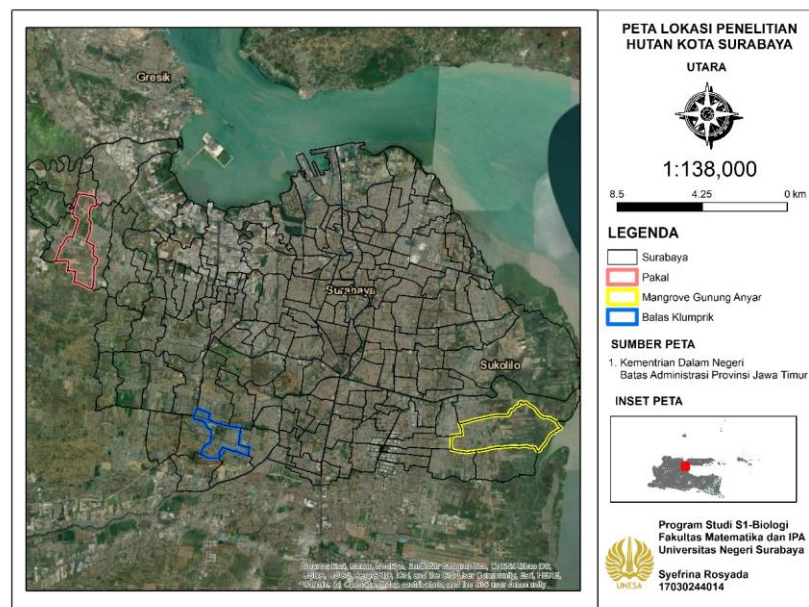 Gresik
Surabaya
Sukolilo
PETA LOKASI PENELITIAN
HUTAN KOTA SURABAYA
UTARA
1:138,000
8.5 4.25 0 km
LEGENDA
Surabaya
Pakal
Mangrove Gunung Anyar
Balas Klumprik
SUMBER PETA
1. Kementrian Dalam Negeri
Batas Administrasi Provinsi Jawa Timur
INSET PETA
Program Studi S1-Biologi
Fakultas Matematika dan IPA
Universitas Negeri Surabaya
UNESA
Syefrina Rosyada
17030244014